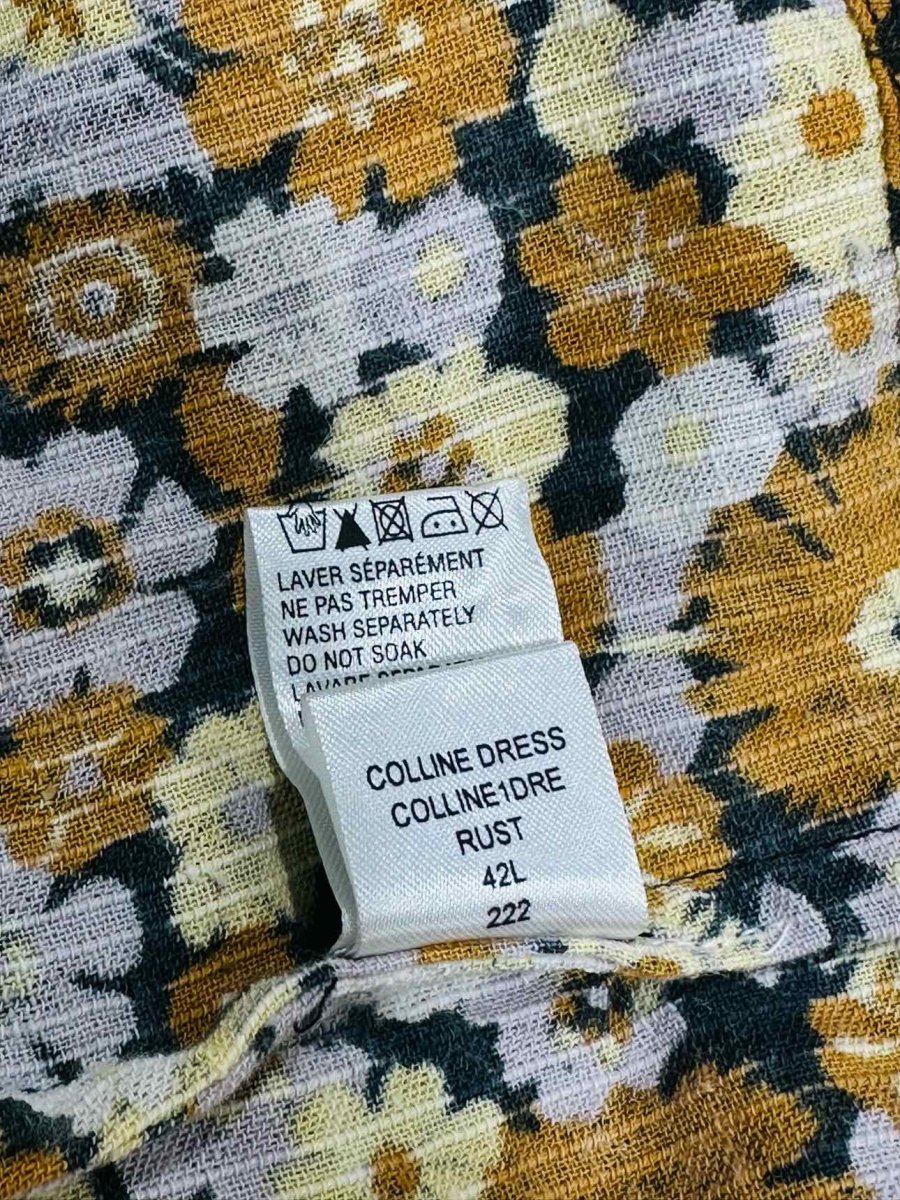 LAVER SÉPARÉMENT
NE PAS TREMPER
WASH SEPARATELY
DO NOT SOAK
COLLINE DRESS
COLLINE1DRE
RUST
42L
222